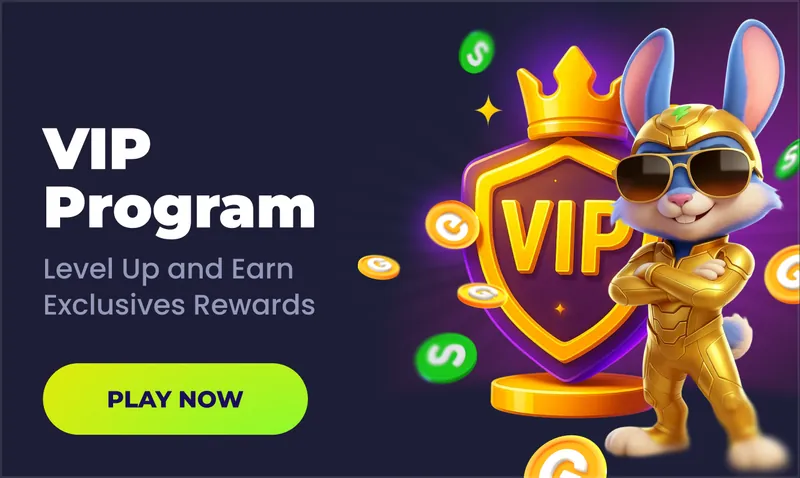 VIP
Program
Level Up and Earn
Exclusives Rewards
PLAY NOW
VIP
S
S
S
G
G
G
G